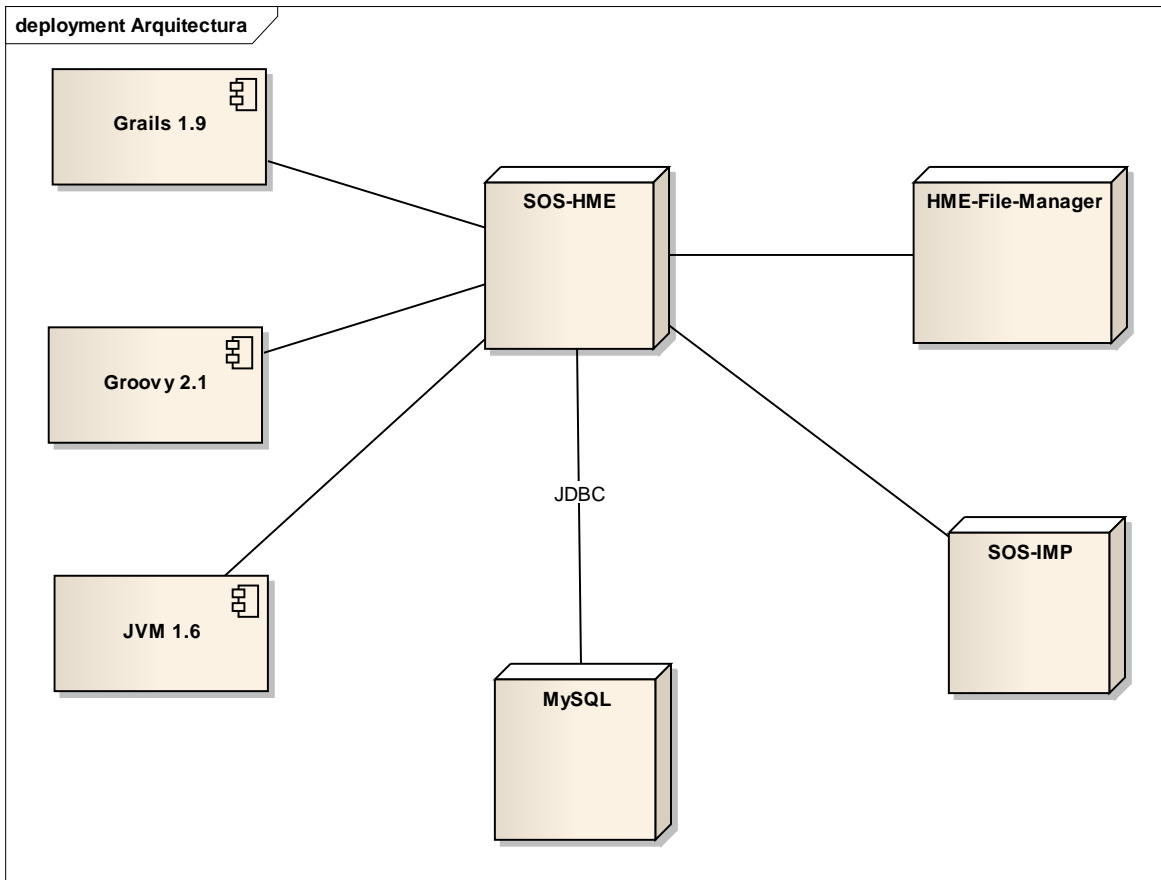 deployment Arquitectura
Grails 1.9
SOS-HME
HME-File-Manager
Groovy 2.1
JDBC
SOS-IMP
JVM 1.6
MySQL